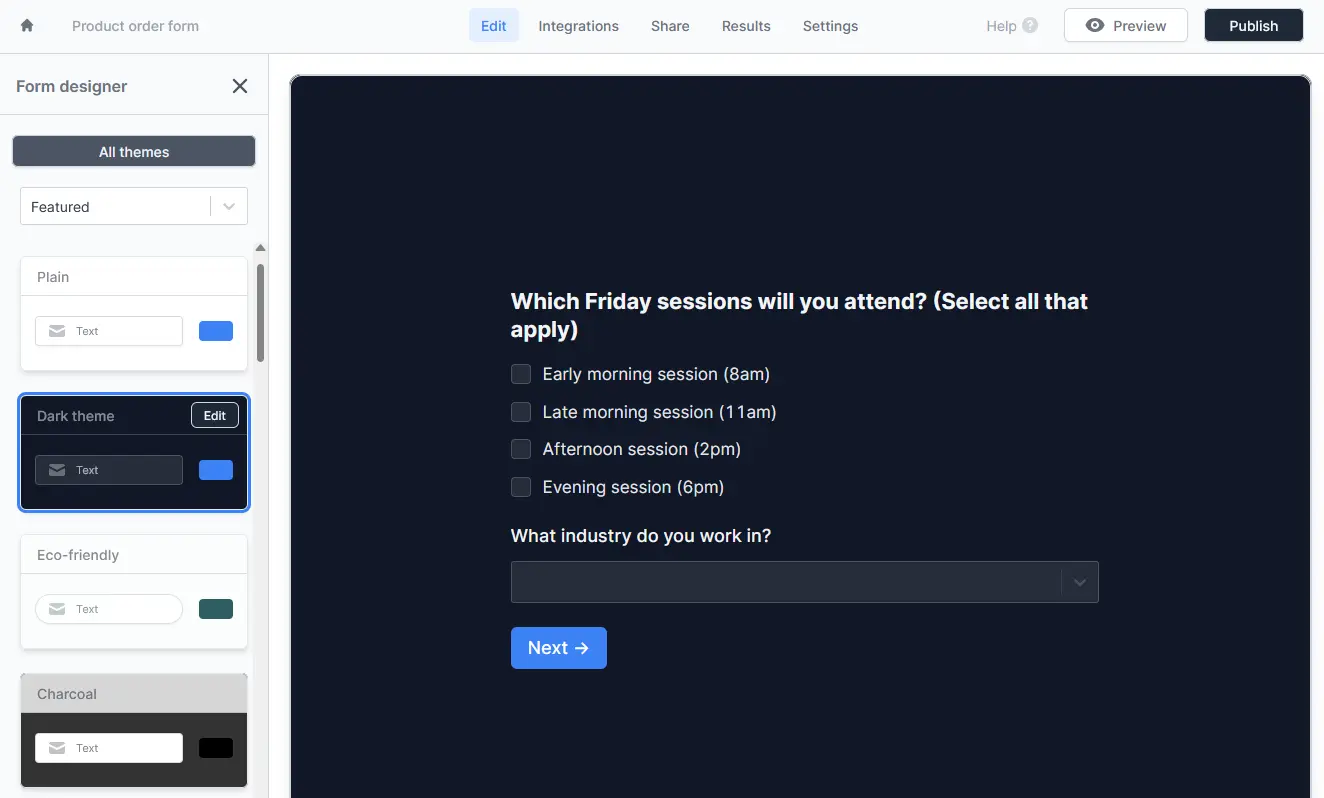 Product order form
Edit
Integrations
Share
Results
Settings
Help ?
Preview
Publish
Form designer
All themes
Featured
Plain
Text
Dark theme
Edit
Text
Eco-friendly
Text
Charcoal
Text
Which Friday sessions will you attend? (Select all that
apply)
Early morning session (8am)
Late morning session (11am)
Afternoon session (2pm)
Evening session (6pm)
What industry do you work in?
Next →